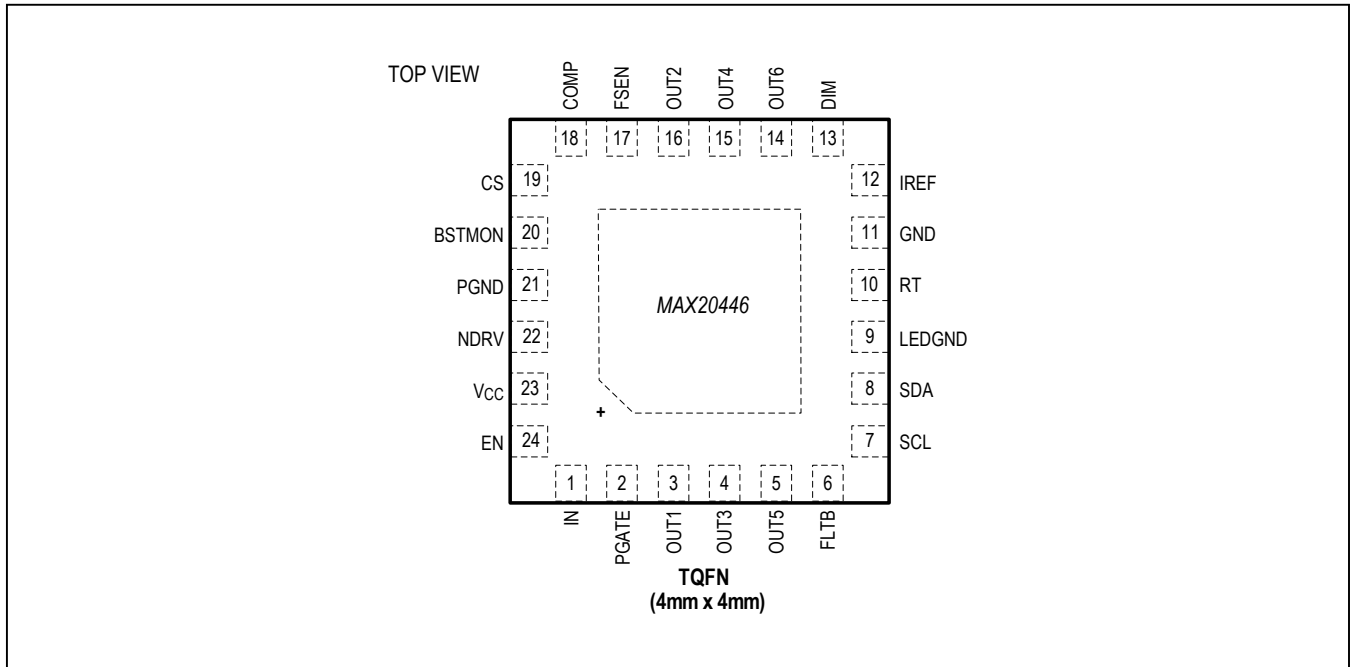 TOP VIEW
COMP
FSEN
OUT2
OUT4
OUT6
DIM
18
17
16
15
14
13
CS 19
12 IREF
BSTMON 20
11 GND
PGND 21
10 RT
MAX20446
NDRV 22
9 LEDGND
VCC 23
8 SDA
+
EN 24
7 SCL
1
2
3
4
5
6
IN
PGATE
OUT1
OUT3
OUT5
FLTB
TQFN
(4mm x 4mm)